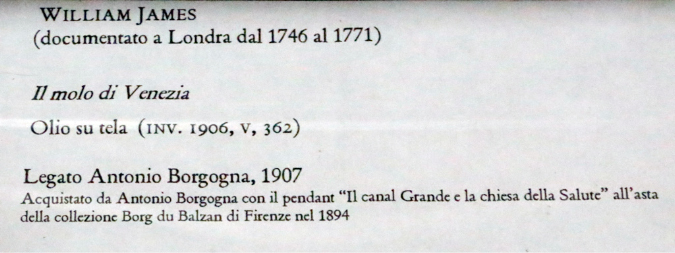 WILLIAM JAMES
(documentato a Londra dal 1746 al 1771)
Il molo di Venezia
Olio su tela (INV. 1906, V, 362)
Legato Antonio Borgogna, 1907
Acquistato da Antonio Borgogna con il pendant “Il canal Grande e la chiesa della Salute” all’asta
della collezione Borg du Balzan di Firenze nel 1894